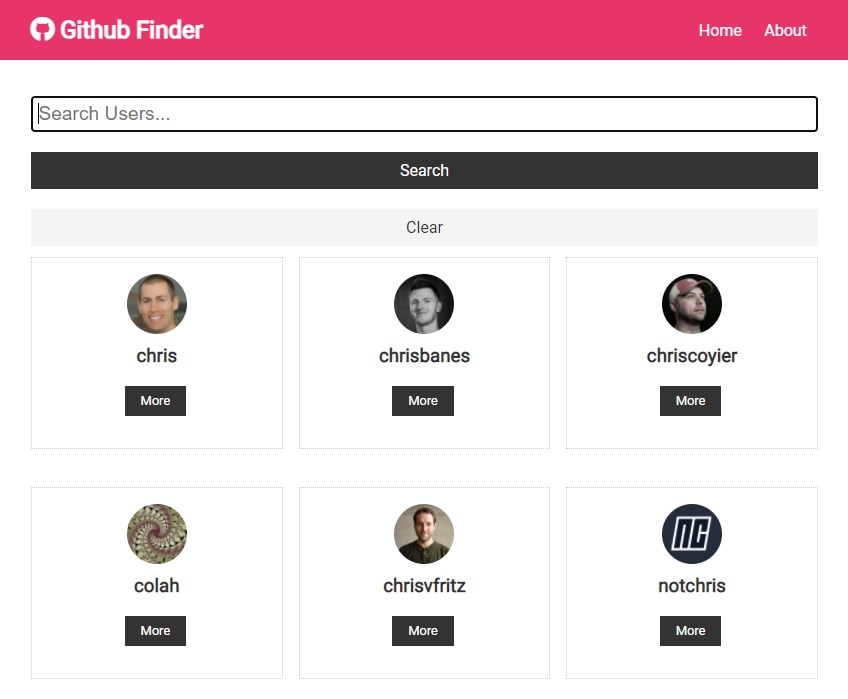 Github Finder
Home About
Search Users...
Search
Clear
chris chrisbanes chriscoyier
More More More
colah chrisvfritz notchris
NC
More More More